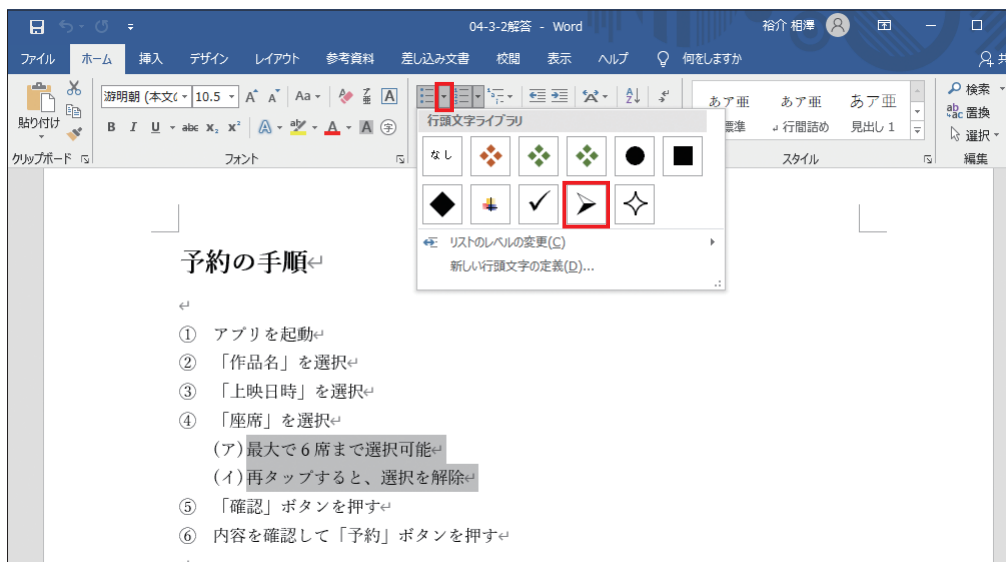 04-3-2解答 - Word
裕介 相澤
ファイル ホーム 挿入 デザイン レイアウト 参考資料 差し込み文書 校閲 表示 ヘルプ 何をしますか 共
貼り付け
游明朝 (本文( 10.5 A A Aa A
B I U abc x₂ x² A A A 字
クリップボード フォント スタイル 編集
あア亜 あア亜 あア亜
標準 ↲行間詰め 見出し 1
検索
置換
選択
行頭文字ライブラリ
なし
リストのレベルの変更(C)
新しい行頭文字の定義(D)...
予約の手順↵
↵
① アプリを起動↵
② 「作品名」を選択↵
③ 「上映日時」を選択↵
④ 「座席」を選択↵
(ア)最大で 6 席まで選択可能↵
(イ)再タップすると、選択を解除↵
⑤ 「確認」ボタンを押す↵
⑥ 内容を確認して「予約」ボタンを押す↵